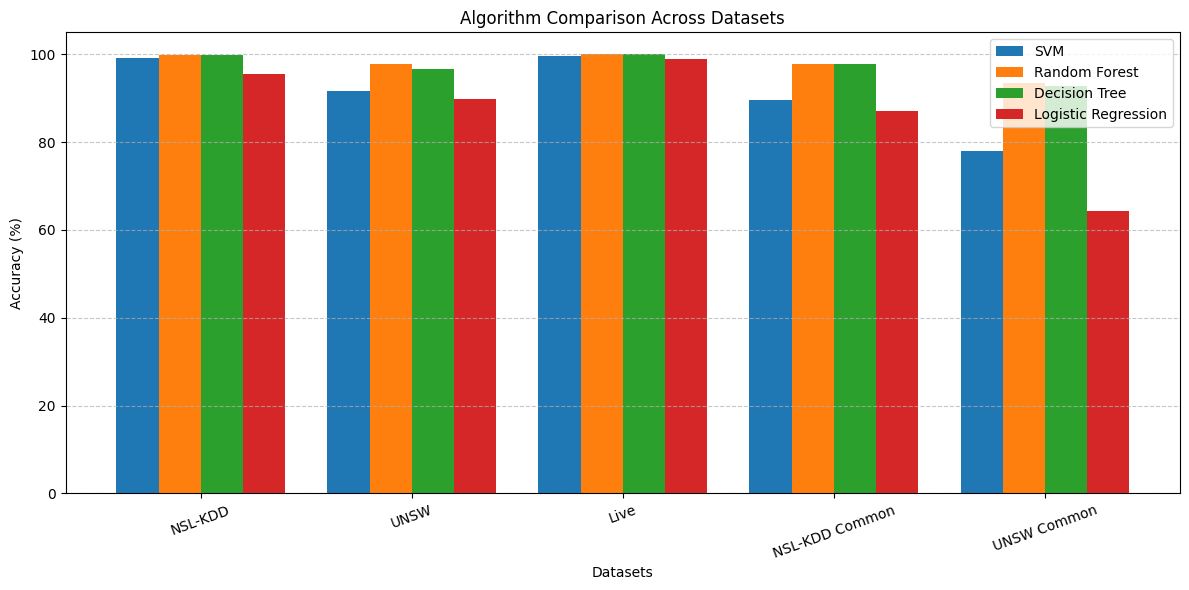 Algorithm Comparison Across Datasets
SVM
Random Forest
Decision Tree
Logistic Regression
Accuracy (%)
100
80
60
40
20
0
NSL-KDD
UNSW
Live
NSL-KDD Common
UNSW Common
Datasets